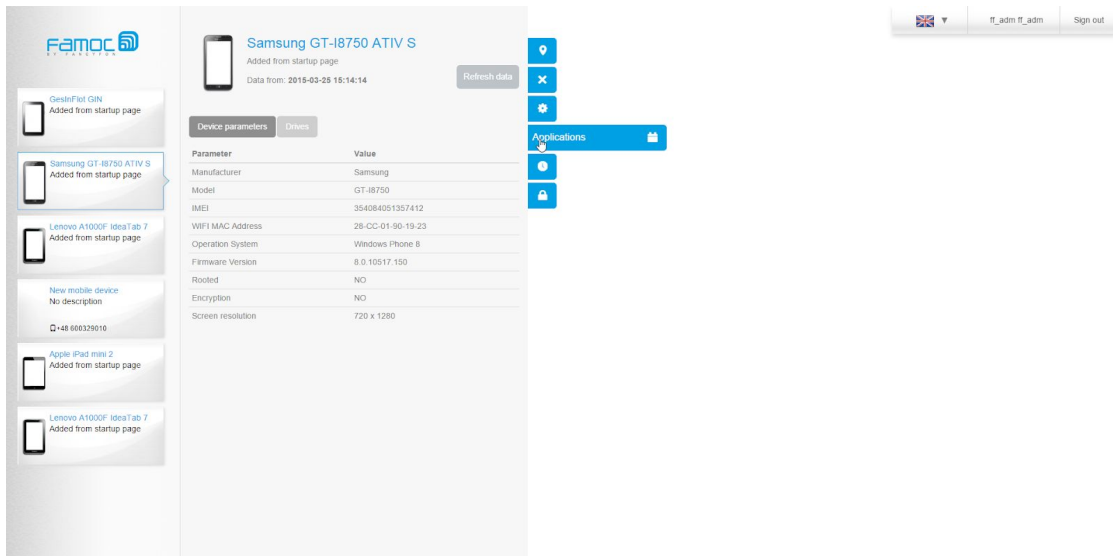 Famoc
BY FANCYFON
GesInFlot GIN
Added from startup page
Samsung GT-I8750 ATIV S
Added from startup page
Lenovo A1000F IdeaTab 7
Added from startup page
New mobile device
No description
+48 600329010
Apple iPad mini 2
Added from startup page
Lenovo A1000F IdeaTab 7
Added from startup page
Samsung GT-I8750 ATIV S
Added from startup page
Data from: 2015-03-25 15:14:14
Refresh data
Device parameters
Drives
Parameter Value
Manufacturer Samsung
Model GT-I8750
IMEI 354084051357412
WIFI MAC Address 28-CC-01-90-19-23
Operation System Windows Phone 8
Firmware Version 8.0.10517.150
Rooted NO
Encryption NO
Screen resolution 720 x 1280
Applications
ff_adm ff_adm
Sign out